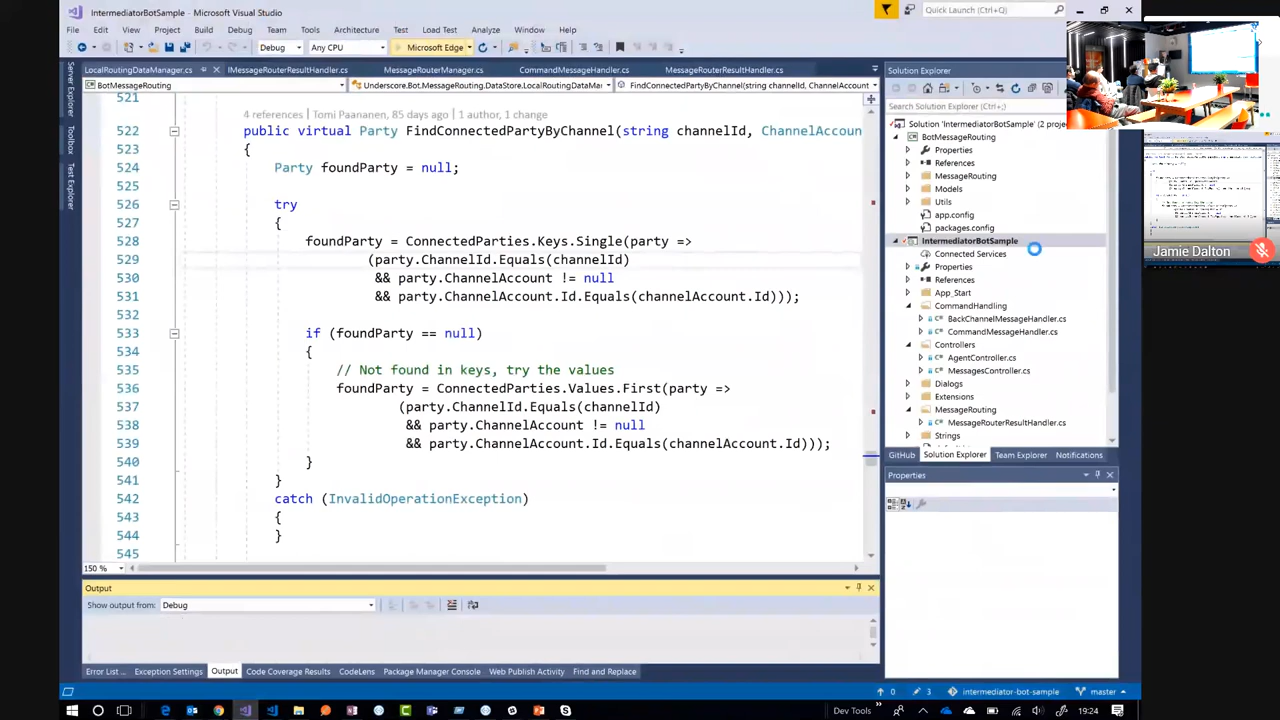 IntermediatorBotSample - Microsoft Visual Studio
Quick Launch (Ctrl+Q)
File Edit View Project Build Debug Team Tools Architecture Test Load Test Analyze Window Help
Debug Any CPU Microsoft Edge
LocalRoutingDataManager.cs IMessageRouterResultHandler.cs MessageRouterManager.cs CommandMessageHandler.cs MessageRouterResultHandler.cs
BotMessageRouting Underscore.Bot.MessageRouting.DataStore.LocalRoutingDataMar FindConnectedPartyByChannel(string channelId, ChannelAccount
Server Explorer
Toolbox
Test Explorer
521
4 references | Tomi Paananen, 85 days ago | 1 author, 1 change
522 public virtual Party FindConnectedPartyByChannel(string channelId, ChannelAccoun
523 {
524 Party foundParty = null;
525
526 try
527 {
528 foundParty = ConnectedParties.Keys.Single(party =>
529 (party.ChannelId.Equals(channelId)
530 && party.ChannelAccount != null
531 && party.ChannelAccount.Id.Equals(channelAccount.Id)));
532
533 if (foundParty == null)
534 {
535 // Not found in keys, try the values
536 foundParty = ConnectedParties.Values.First(party =>
537 (party.ChannelId.Equals(channelId)
538 && party.ChannelAccount != null
539 && party.ChannelAccount.Id.Equals(channelAccount.Id)));
540 }
541 }
542 catch (InvalidOperationException)
543 {
544 }
545
150 %
Output
Show output from: Debug
Error List ... Exception Settings Output Code Coverage Results CodeLens Package Manager Console Web Publish Activity Find and Replace
Solution Explorer
Search Solution Explorer (Ctrl+;)
Solution 'IntermediatorBotSample' (2 projec
BotMessageRouting
Properties
References
MessageRouting
Models
Utils
app.config
packages.config
IntermediatorBotSample
Connected Services
Properties
References
App_Start
CommandHandling
BackChannelMessageHandler.cs
CommandMessageHandler.cs
Controllers
AgentController.cs
MessagesController.cs
Dialogs
Extensions
MessageRouting
MessageRouterResultHandler.cs
Strings
GitHub Solution Explorer Team Explorer Notifications
Properties
Jamie Dalton
0 3 intermediator-bot-sample master
Dev Tools 19:24